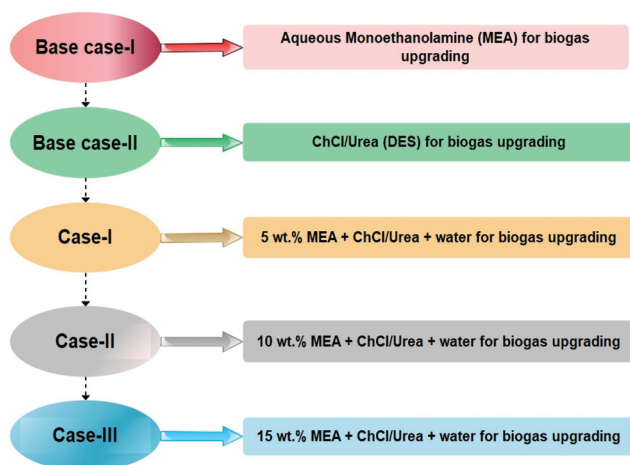 Base case-I
Aqueous Monoethanolamine (MEA) for biogas
upgrading
Base case-II
ChCl/Urea (DES) for biogas upgrading
Case-I
5 wt.% MEA + ChCl/Urea + water for biogas upgrading
Case-II
10 wt.% MEA + ChCl/Urea + water for biogas upgrading
Case-III
15 wt.% MEA + ChCl/Urea + water for biogas upgrading